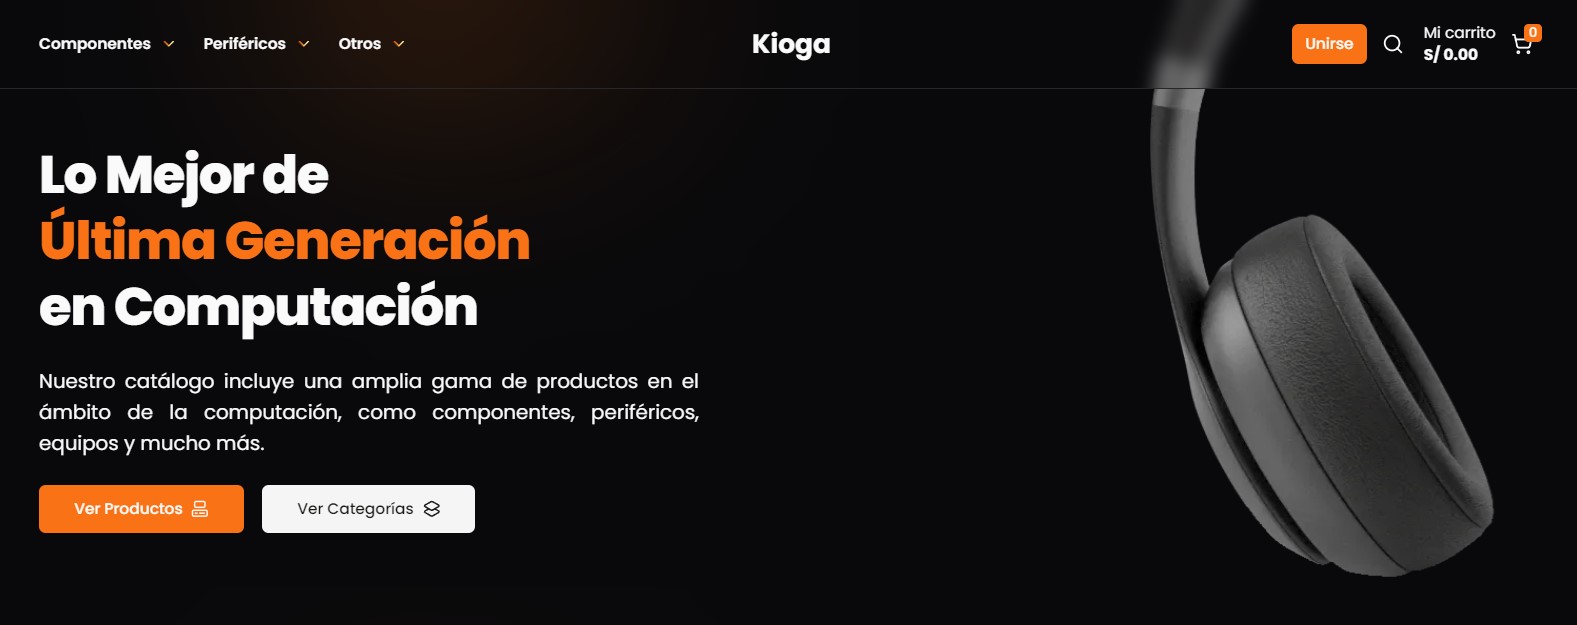 Componentes Periféricos Otros Kioga Unirse Mi carrito 0
S/ 0.00
Lo Mejor de
Última Generación
en Computación
Nuestro catálogo incluye una amplia gama de productos en el
ámbito de la computación, como componentes, periféricos,
equipos y mucho más.
Ver Productos Ver Categorías